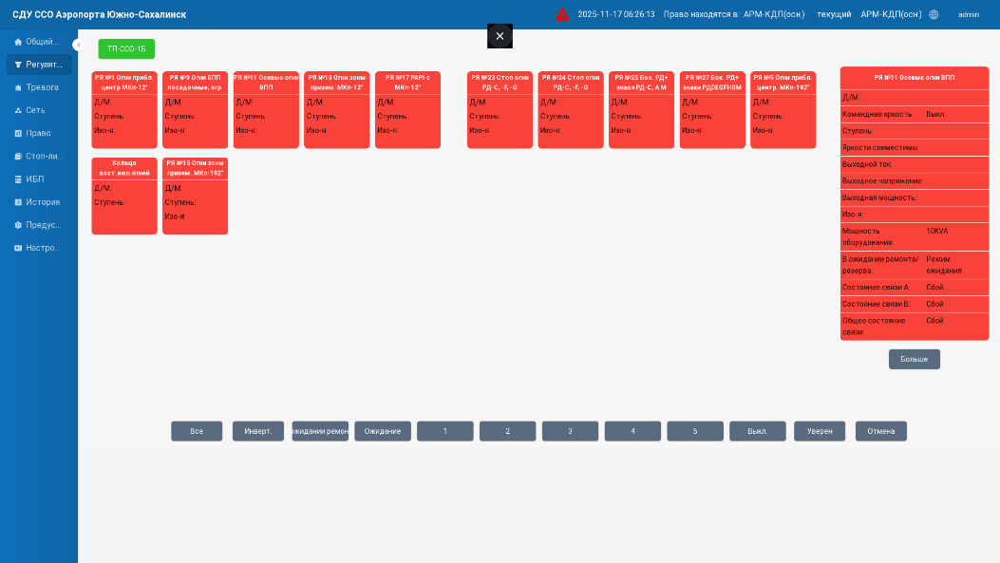 СДУ ССО Аэропорта Южно-Сахалинск
2025-11-17 06:26:13 Право находятся в: АРМ-КДП(осн.) текущий: АРМ-КДП(осн.) admin
Общий ...
Регулят...
Тревога
Сеть
Право
Стоп-ли...
ИБП
История
Предус...
Настро...
ТП-ССО-1Б
РЯ №1 Огни прибл. центр МКп-12°
Д/М:
Ступень:
Изо-я:
РЯ №9 Огни ВПП посадочные, огр
Д/М:
Ступень:
Изо-я:
РЯ №11 Осевые огни ВПП
Д/М:
Ступень:
Изо-я:
РЯ №13 Огни зоны призем. МКп-12°
Д/М:
Ступень:
Изо-я:
РЯ №17 PAPI с МКп-12°
Д/М:
Ступень:
Изо-я:
РЯ №23 Стоп огни РД-C, -F, -G
Д/М:
Ступень:
Изо-я:
РЯ №24 Стоп огни РД-C, -F, -G
Д/М:
Ступень:
Изо-я:
РЯ №25 Бок. РД+ знаки РД-С, А М
Д/М:
Ступень:
Изо-я:
РЯ №27 Бок. РД+ знаки РДDEGFHBM
Д/М:
Ступень:
Изо-я:
РЯ №5 Огни прибл. центр. МКп-192°
Д/М:
Ступень:
Изо-я:
Кольцо вост.имп.огней
Д/М:
Ступень:
РЯ №15 Огни зоны призем. МКп-192°
Д/М:
Ступень:
Изо-я:
РЯ №11 Осевые огни ВПП
Д/М:
Командная яркость: Выкл.
Ступень:
Яркости совместимы:
Выходной ток:
Выходное напряжение:
Выходная мощность:
Изо-я:
Мощность оборудования: 10KVA
В ожидании ремонта/резерва: Режим ожидания
Состояние связи A: Сбой
Состояние связи B: Сбой
Общее состояние связи: Сбой
Больше
Все Инверт. ожидании ремон Ожидание 1 2 3 4 5 Выкл. Уверен Отмена